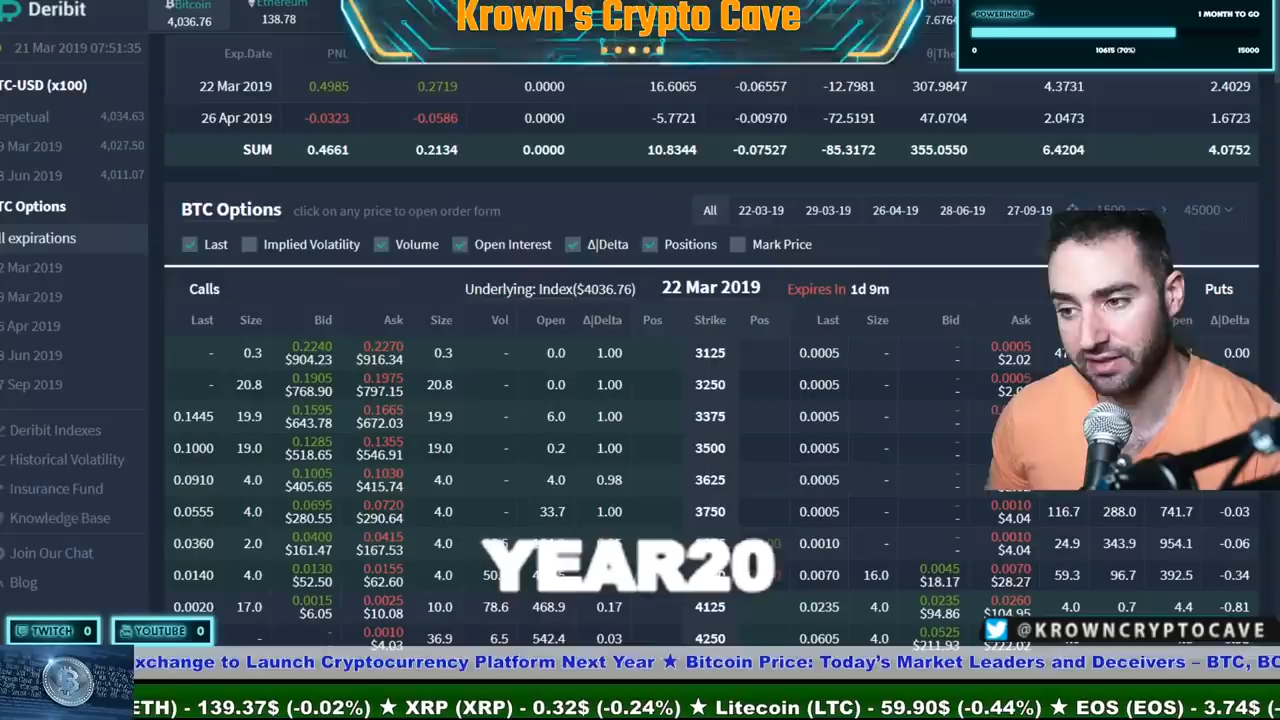 Deribit
Bitcoin
4,036.76
Ethereum
138.78
Krown's Crypto Cave
POWERING UP
1 MONTH TO GO
0 10615 (70%) 15000
21 Mar 2019 07:51:35
TC-USD (x100)
erpetual 4,034.63
9 Mar 2019 4,027.50
8 Jun 2019 4,011.07
TC Options
ll expirations
2 Mar 2019
9 Mar 2019
6 Apr 2019
8 Jun 2019
7 Sep 2019
Deribit Indexes
Historical Volatility
Insurance Fund
Knowledge Base
Join Our Chat
Blog
Exp.Date PNL
22 Mar 2019 0.4985 0.2719 0.0000 16.6065 -0.06557 -12.7981 307.9847 4.3731 2.4029
26 Apr 2019 -0.0323 -0.0586 0.0000 -5.7721 -0.00970 -72.5191 47.0704 2.0473 1.6723
SUM 0.4661 0.2134 0.0000 10.8344 -0.07527 -85.3172 355.0550 6.4204 4.0752
BTC Options click on any price to open order form All 22-03-19 29-03-19 26-04-19 28-06-19 27-09-19 1500 45000
Last Implied Volatility Volume Open Interest Δ|Delta Positions Mark Price
Calls Underlying: Index($4036.76) 22 Mar 2019 Expires In 1d 9m Puts
Last Size Bid Ask Size Vol Open Δ|Delta Pos Strike Pos Last Size Bid Ask pen Δ|Delta
- 0.3 0.2240 0.2270 0.3 - 0.0 1.00 3125 0.0005 - - 0.0005 0.00
$904.23 $916.34 - $2.02
- 20.8 0.1905 0.1975 20.8 - 0.0 1.00 3250 0.0005 - - 0.0005
$768.90 $797.15 -
0.1445 19.9 0.1595 0.1665 19.9 - 6.0 1.00 3375 0.0005 - -
$643.78 $672.03 -
0.1000 19.0 0.1285 0.1355 19.0 - 0.2 1.00 3500 0.0005 - -
$518.65 $546.91 -
0.0910 4.0 0.1005 0.1030 4.0 - 4.0 0.98 3625 0.0005 - -
$405.65 $415.74 -
0.0555 4.0 0.0695 0.0720 4.0 - 33.7 1.00 3750 0.0005 - - 0.0010 116.7 288.0 741.7 -0.03
$280.55 $290.64 - $4.04
0.0360 2.0 0.0400 0.0415 4.0 0.0010 - - 0.0010 24.9 343.9 954.1 -0.06
$161.47 $167.53 - $4.04
0.0140 4.0 0.0130 0.0155 4.0 0.0070 16.0 0.0045 0.0070 59.3 96.7 392.5 -0.34
$52.50 $62.60 $18.17 $28.27
0.0020 17.0 0.0015 0.0025 10.0 78.6 468.9 0.17 4125 0.0235 4.0 0.0235 0.0260 4.0 0.7 4.4 -0.81
$6.05 $10.08 $94.86 $104.95
- - 0.0010 36.9 6.5 542.4 0.03 4250 0.0605 4.0 0.0525
$4.03 $211.93 $222.02
YEAR20
TWITCH 0
YOUTUBE 0
@KROWNCRYPTOCAVE
xchange to Launch Cryptocurrency Platform Next Year ★ Bitcoin Price: Today's Market Leaders and Deceivers – BTC, BC
ETH) - 139.37$ (-0.02%) ★ XRP (XRP) - 0.32$ (-0.24%) ★ Litecoin (LTC) - 59.90$ (-0.44%) ★ EOS (EOS) - 3.74$ (-